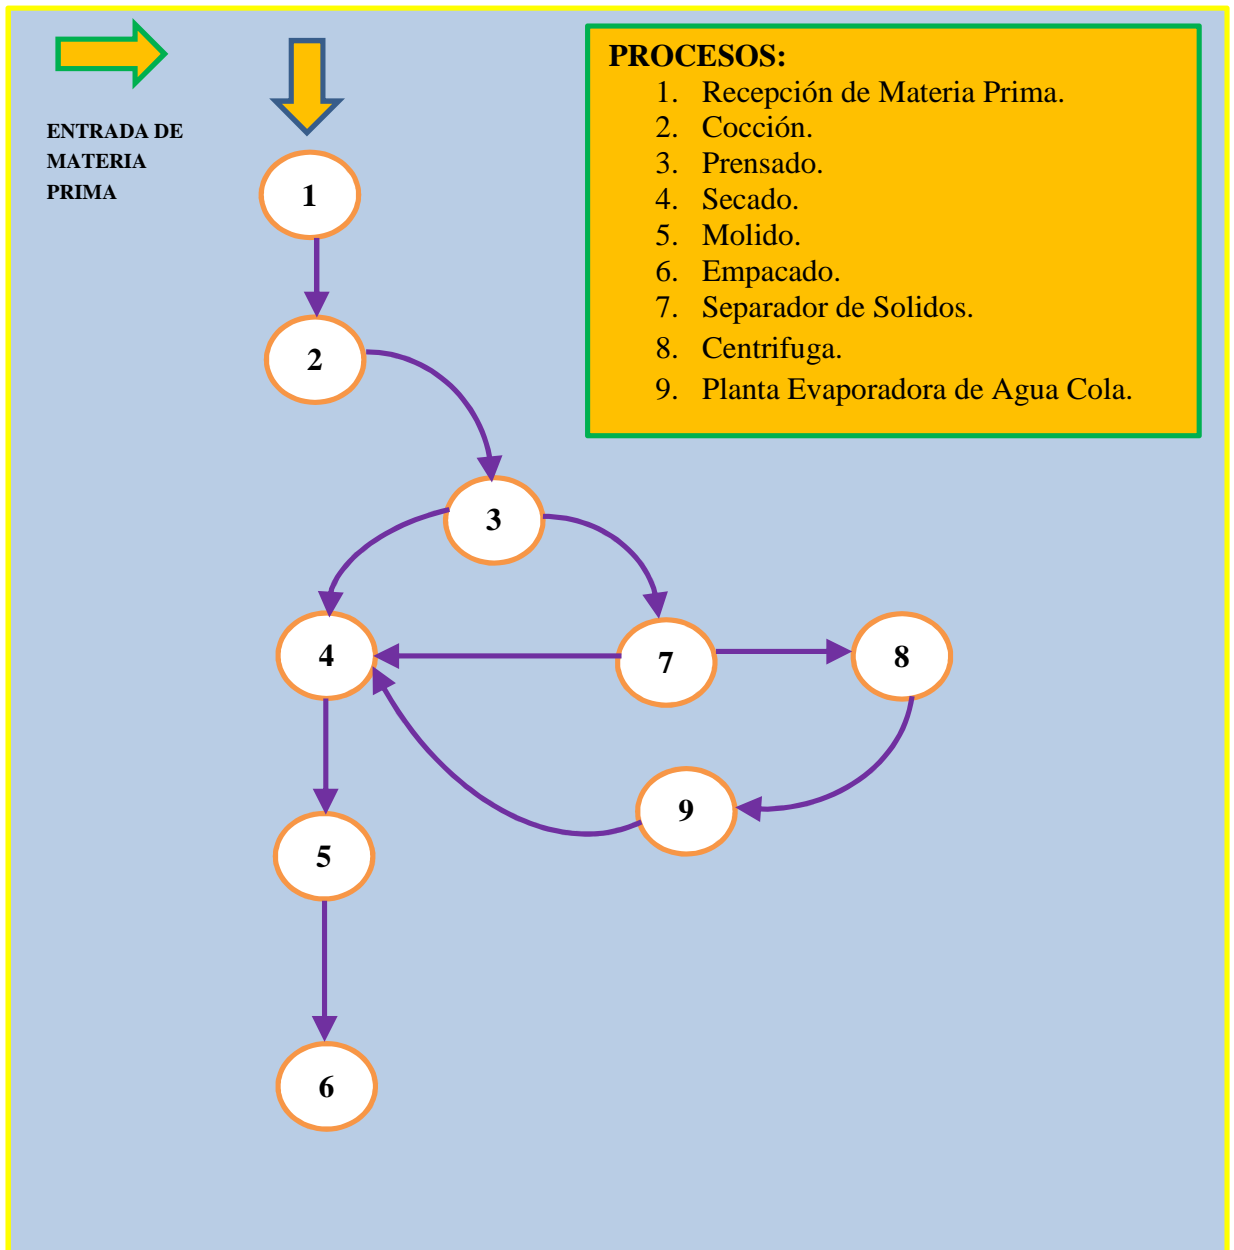 ENTRADA DE
MATERIA
PRIMA
PROCESOS:
1. Recepción de Materia Prima.
2. Cocción.
3. Prensado.
4. Secado.
5. Molido.
6. Empacado.
7. Separador de Solidos.
8. Centrifuga.
9. Planta Evaporadora de Agua Cola.
1
2
3
4
7
8
9
5
6